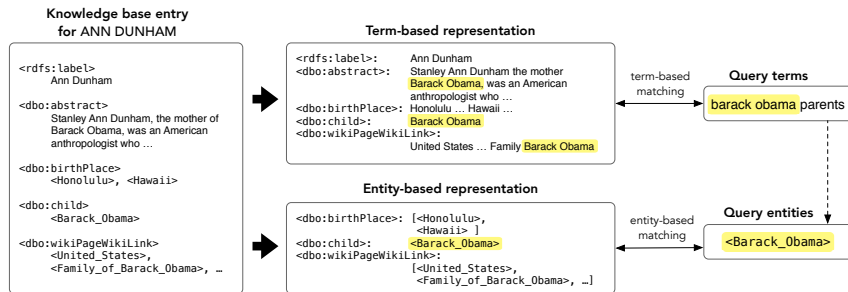 Knowledge base entry
for ANN DUNHAM
<rdfs:label>
Ann Dunham
<dbo:abstract>
Stanley Ann Dunham, the mother of
Barack Obama, was an American
anthropologist who ...
<dbo:birthPlace>
<Honolulu>, <Hawaii>
<dbo:child>
<Barack_Obama>
<dbo:wikiPageWikiLink>
<United_States>,
<Family_of_Barack_Obama>, …
Term-based representation
<rdfs:label>: Ann Dunham
<dbo:abstract>: Stanley Ann Dunham the mother
Barack Obama, was an American
anthropologist who ...
<dbo:birthPlace>: Honolulu ... Hawaii ...
<dbo:child>: Barack Obama
<dbo:wikiPageWikiLink>:
United States ... Family Barack Obama
Entity-based representation
<dbo:birthPlace>: [<Honolulu>,
<Hawaii> ]
<dbo:child>: <Barack_Obama>
<dbo:wikiPageWikiLink>:
[<United_States>,
<Family_of_Barack_Obama>, …]
term-based
matching
Query terms
barack obama parents
entity-based
matching
Query entities
<Barack_Obama>